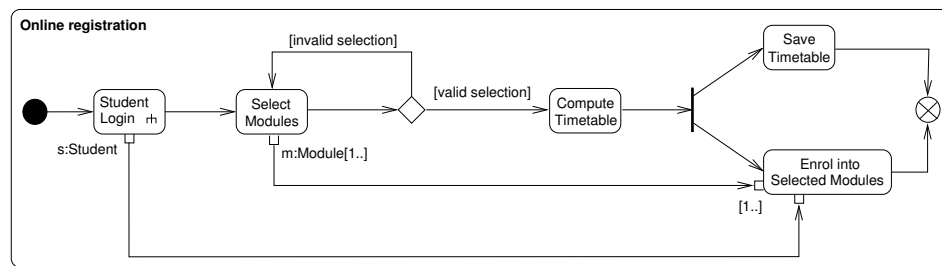 Online registration
[invalid selection]
Save
Timetable
Student
Login
Select
Modules
[valid selection]
Compute
Timetable
s:Student
m:Module[1..]
Enrol into
Selected Modules
[1..]